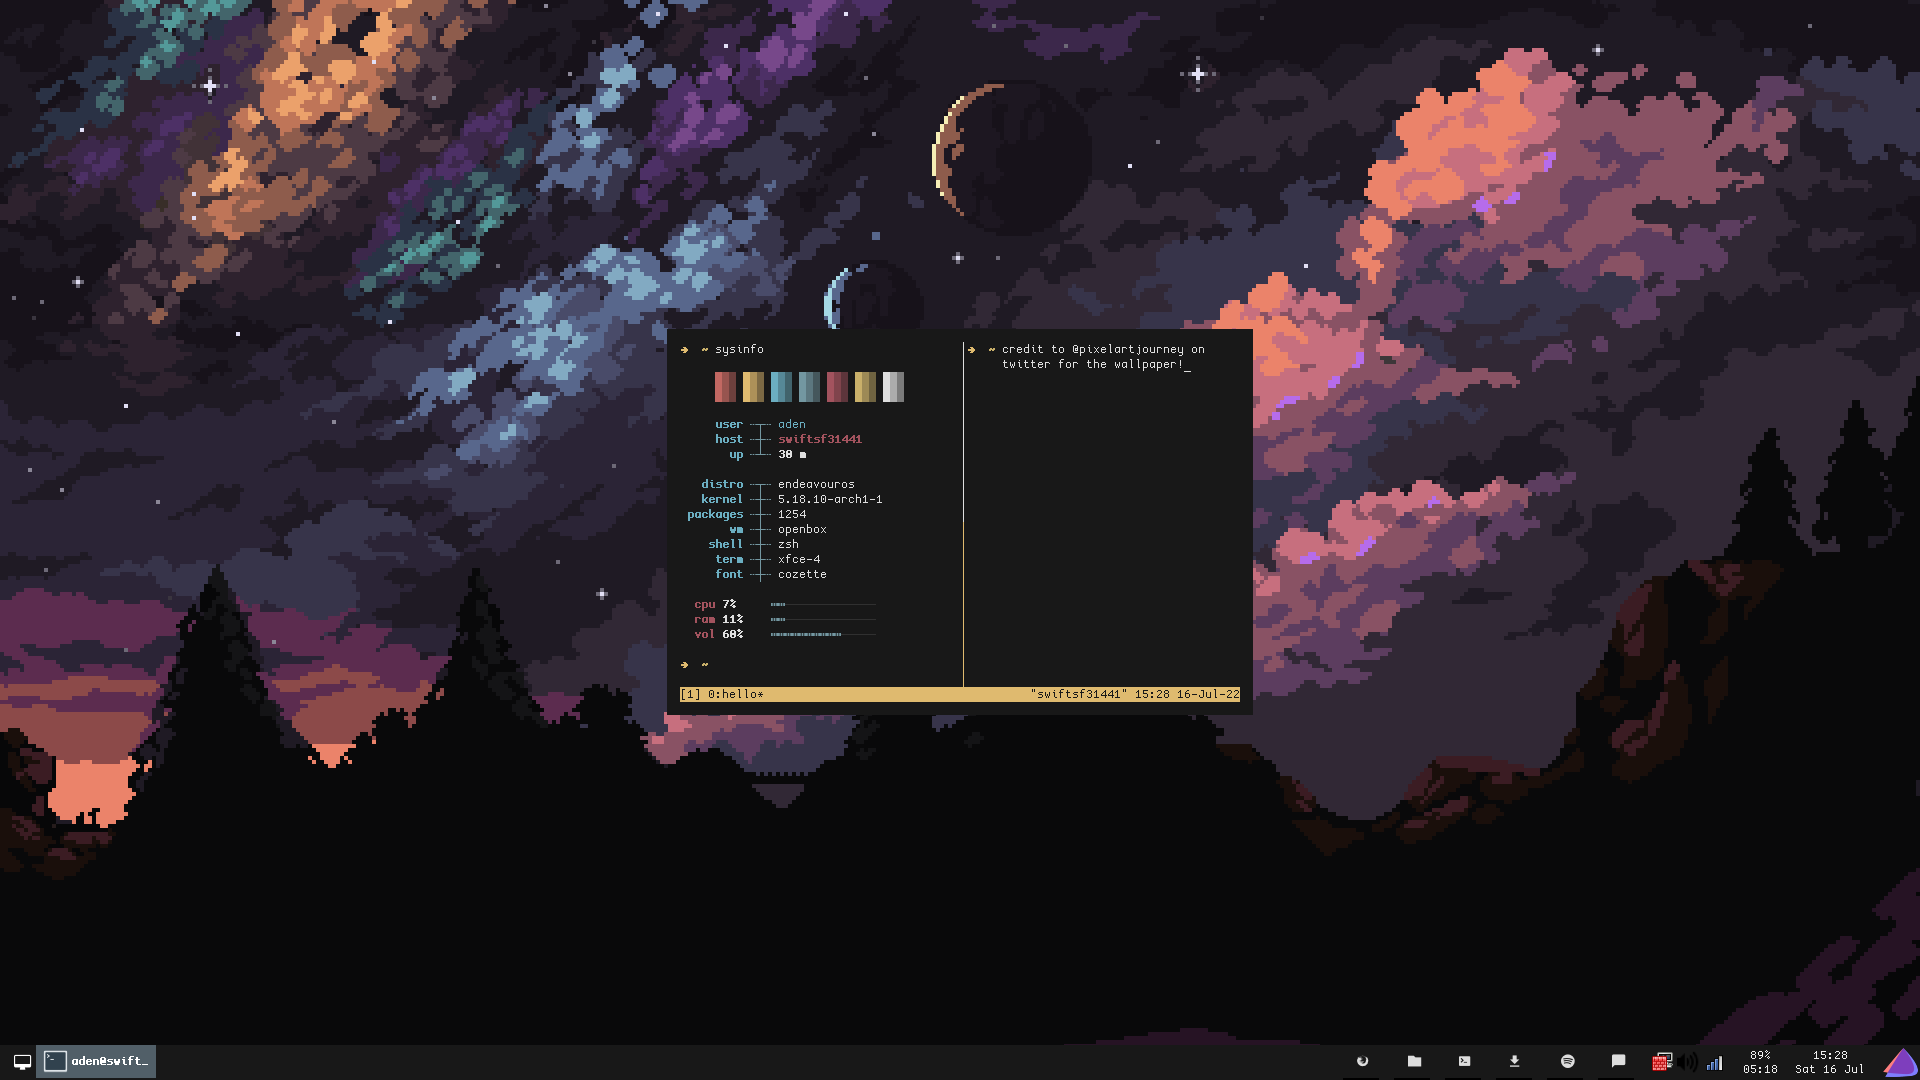 ➜ ~ sysinfo
user aden
host swiftsf31441
up 30 m
distro endeavouros
kernel 5.18.10-arch1-1
packages 1254
wm openbox
shell zsh
term xfce-4
font cozette
cpu 7%
ram 11%
vol 60%
➜ ~
➜ ~ credit to @pixelartjourney on
twitter for the wallpaper!_
[1] 0:hello* "swiftsf31441" 15:28 16-Jul-22
aden@swift…
89%
05:18
15:28
Sat 16 Jul